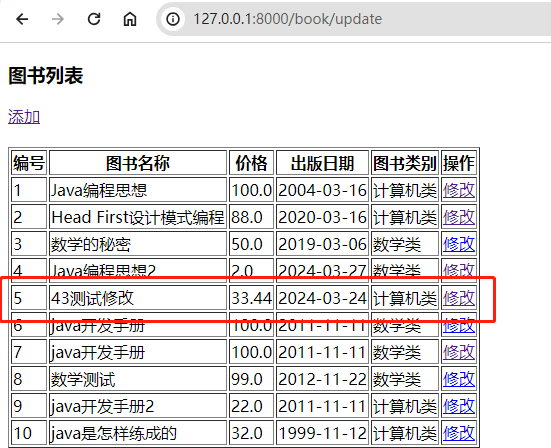 127.0.0.1:8000/book/update
图书列表
添加
编号 图书名称 价格 出版日期 图书类别 操作
1 Java编程思想 100.0 2004-03-16 计算机类 修改
2 Head First设计模式编程 88.0 2020-03-16 计算机类 修改
3 数学的秘密 50.0 2019-03-06 数学类 修改
4 Java编程思想2 2.0 2024-03-27 数学类 修改
5 43测试修改 33.44 2024-03-24 计算机类 修改
6 java开发手册 100.0 2011-11-11 数学类 修改
7 java开发手册 100.0 2011-11-11 数学类 修改
8 数学测试 99.0 2012-11-22 数学类 修改
9 java开发手册2 22.0 2011-11-11 数学类 修改
10 java是怎样练成的 32.0 1999-11-12 计算机类 修改